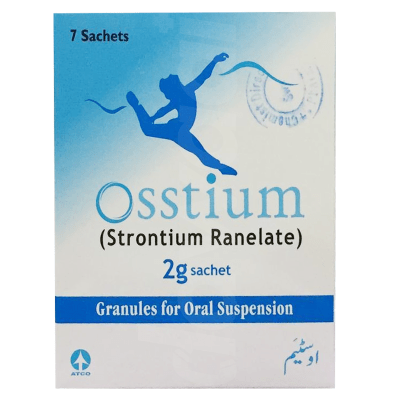 7 Sachets
Osstium
(Strontium Ranelate)
2g sachet
Granules for Oral Suspension
ATCO
اوسٹیم